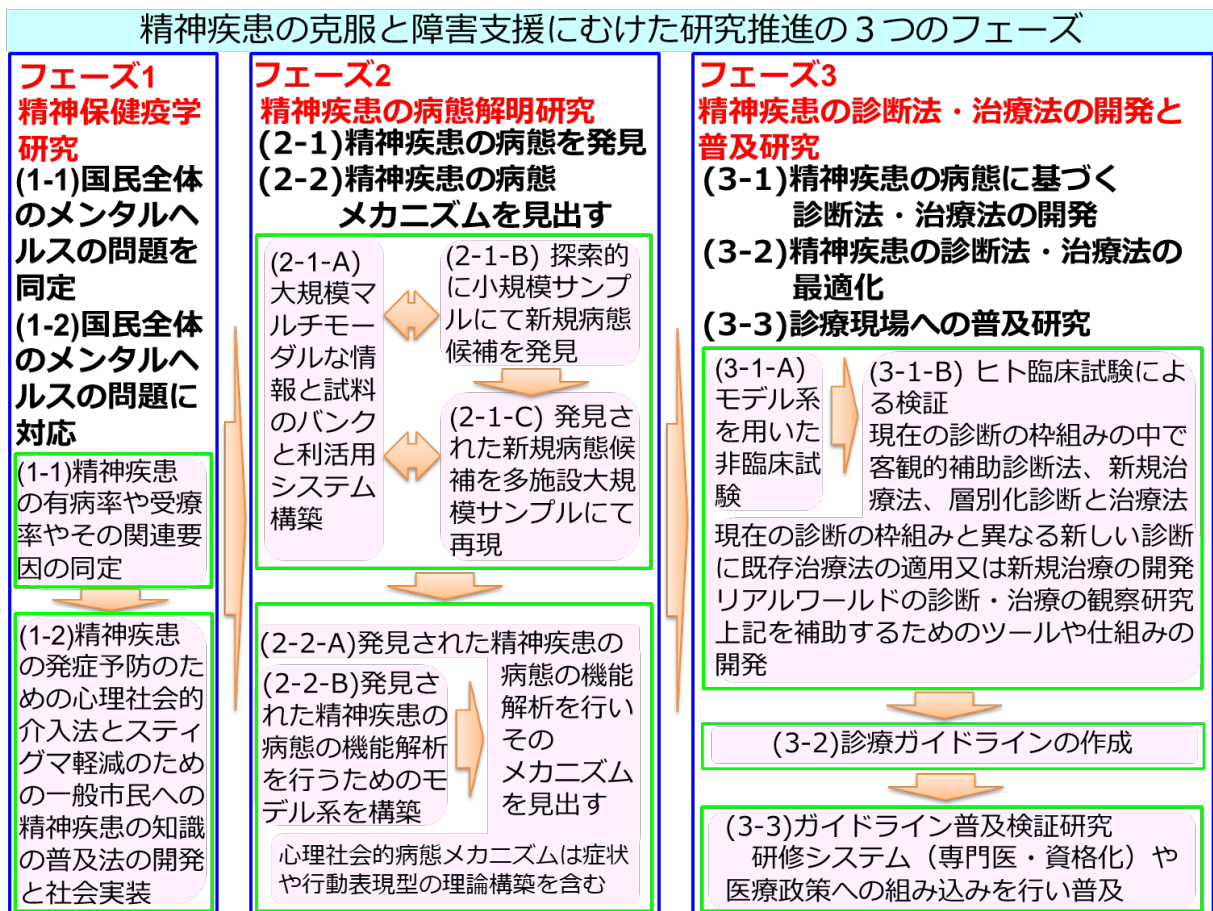 精神疾患の克服と障害支援にむけた研究推進の３つのフェーズ
フェーズ1
精神保健疫学
研究
(1-1)国民全体
のメンタルヘ
ルスの問題を
同定
(1-2)国民全体
のメンタルヘ
ルスの問題に
対応
(1-1)精神疾患
の有病率や受療
率やその関連要
因の同定
(1-2)精神疾患
の発症予防のた
めの心理社会的
介入法とスティ
グマ軽減のため
の一般市民への
精神疾患の知識
の普及法の開発
と社会実装
フェーズ2
精神疾患の病態解明研究
(2-1)精神疾患の病態を発見
(2-2)精神疾患の病態
メカニズムを見出す
(2-1-A)
大規模マ
ルチモー
ダルな情
報と試料
のバンク
と利活用
システム
構築
(2-1-B) 探索的
に小規模サンプ
ルにて新規病態
候補を発見
(2-1-C) 発見さ
れた新規病態候
補を多施設大規
模サンプルにて
再現
(2-2-A)発見された精神疾患の
病態の機能
解析を行い
その
メカニズム
を見出す
(2-2-B)発見さ
れた精神疾患の
病態の機能解析
を行うためのモ
デル系を構築
心理社会的病態メカニズムは症状
や行動表現型の理論構築を含む
フェーズ3
精神疾患の診断法・治療法の開発と
普及研究
(3-1)精神疾患の病態に基づく
診断法・治療法の開発
(3-2)精神疾患の診断法・治療法の
最適化
(3-3)診療現場への普及研究
(3-1-A)
モデル系
を用いた
非臨床試
験
(3-1-B) ヒト臨床試験によ
る検証
現在の診断の枠組みの中で
客観的補助診断法、新規治
療法、層別化診断と治療法
現在の診断の枠組みと異なる新しい診断
に既存治療法の適用又は新規治療の開発
リアルワールドの診断・治療の観察研究
上記を補助するためのツールや仕組みの
開発
(3-2)診療ガイドラインの作成
(3-3)ガイドライン普及検証研究
研修システム（専門医・資格化）や
医療政策への組み込みを行い普及